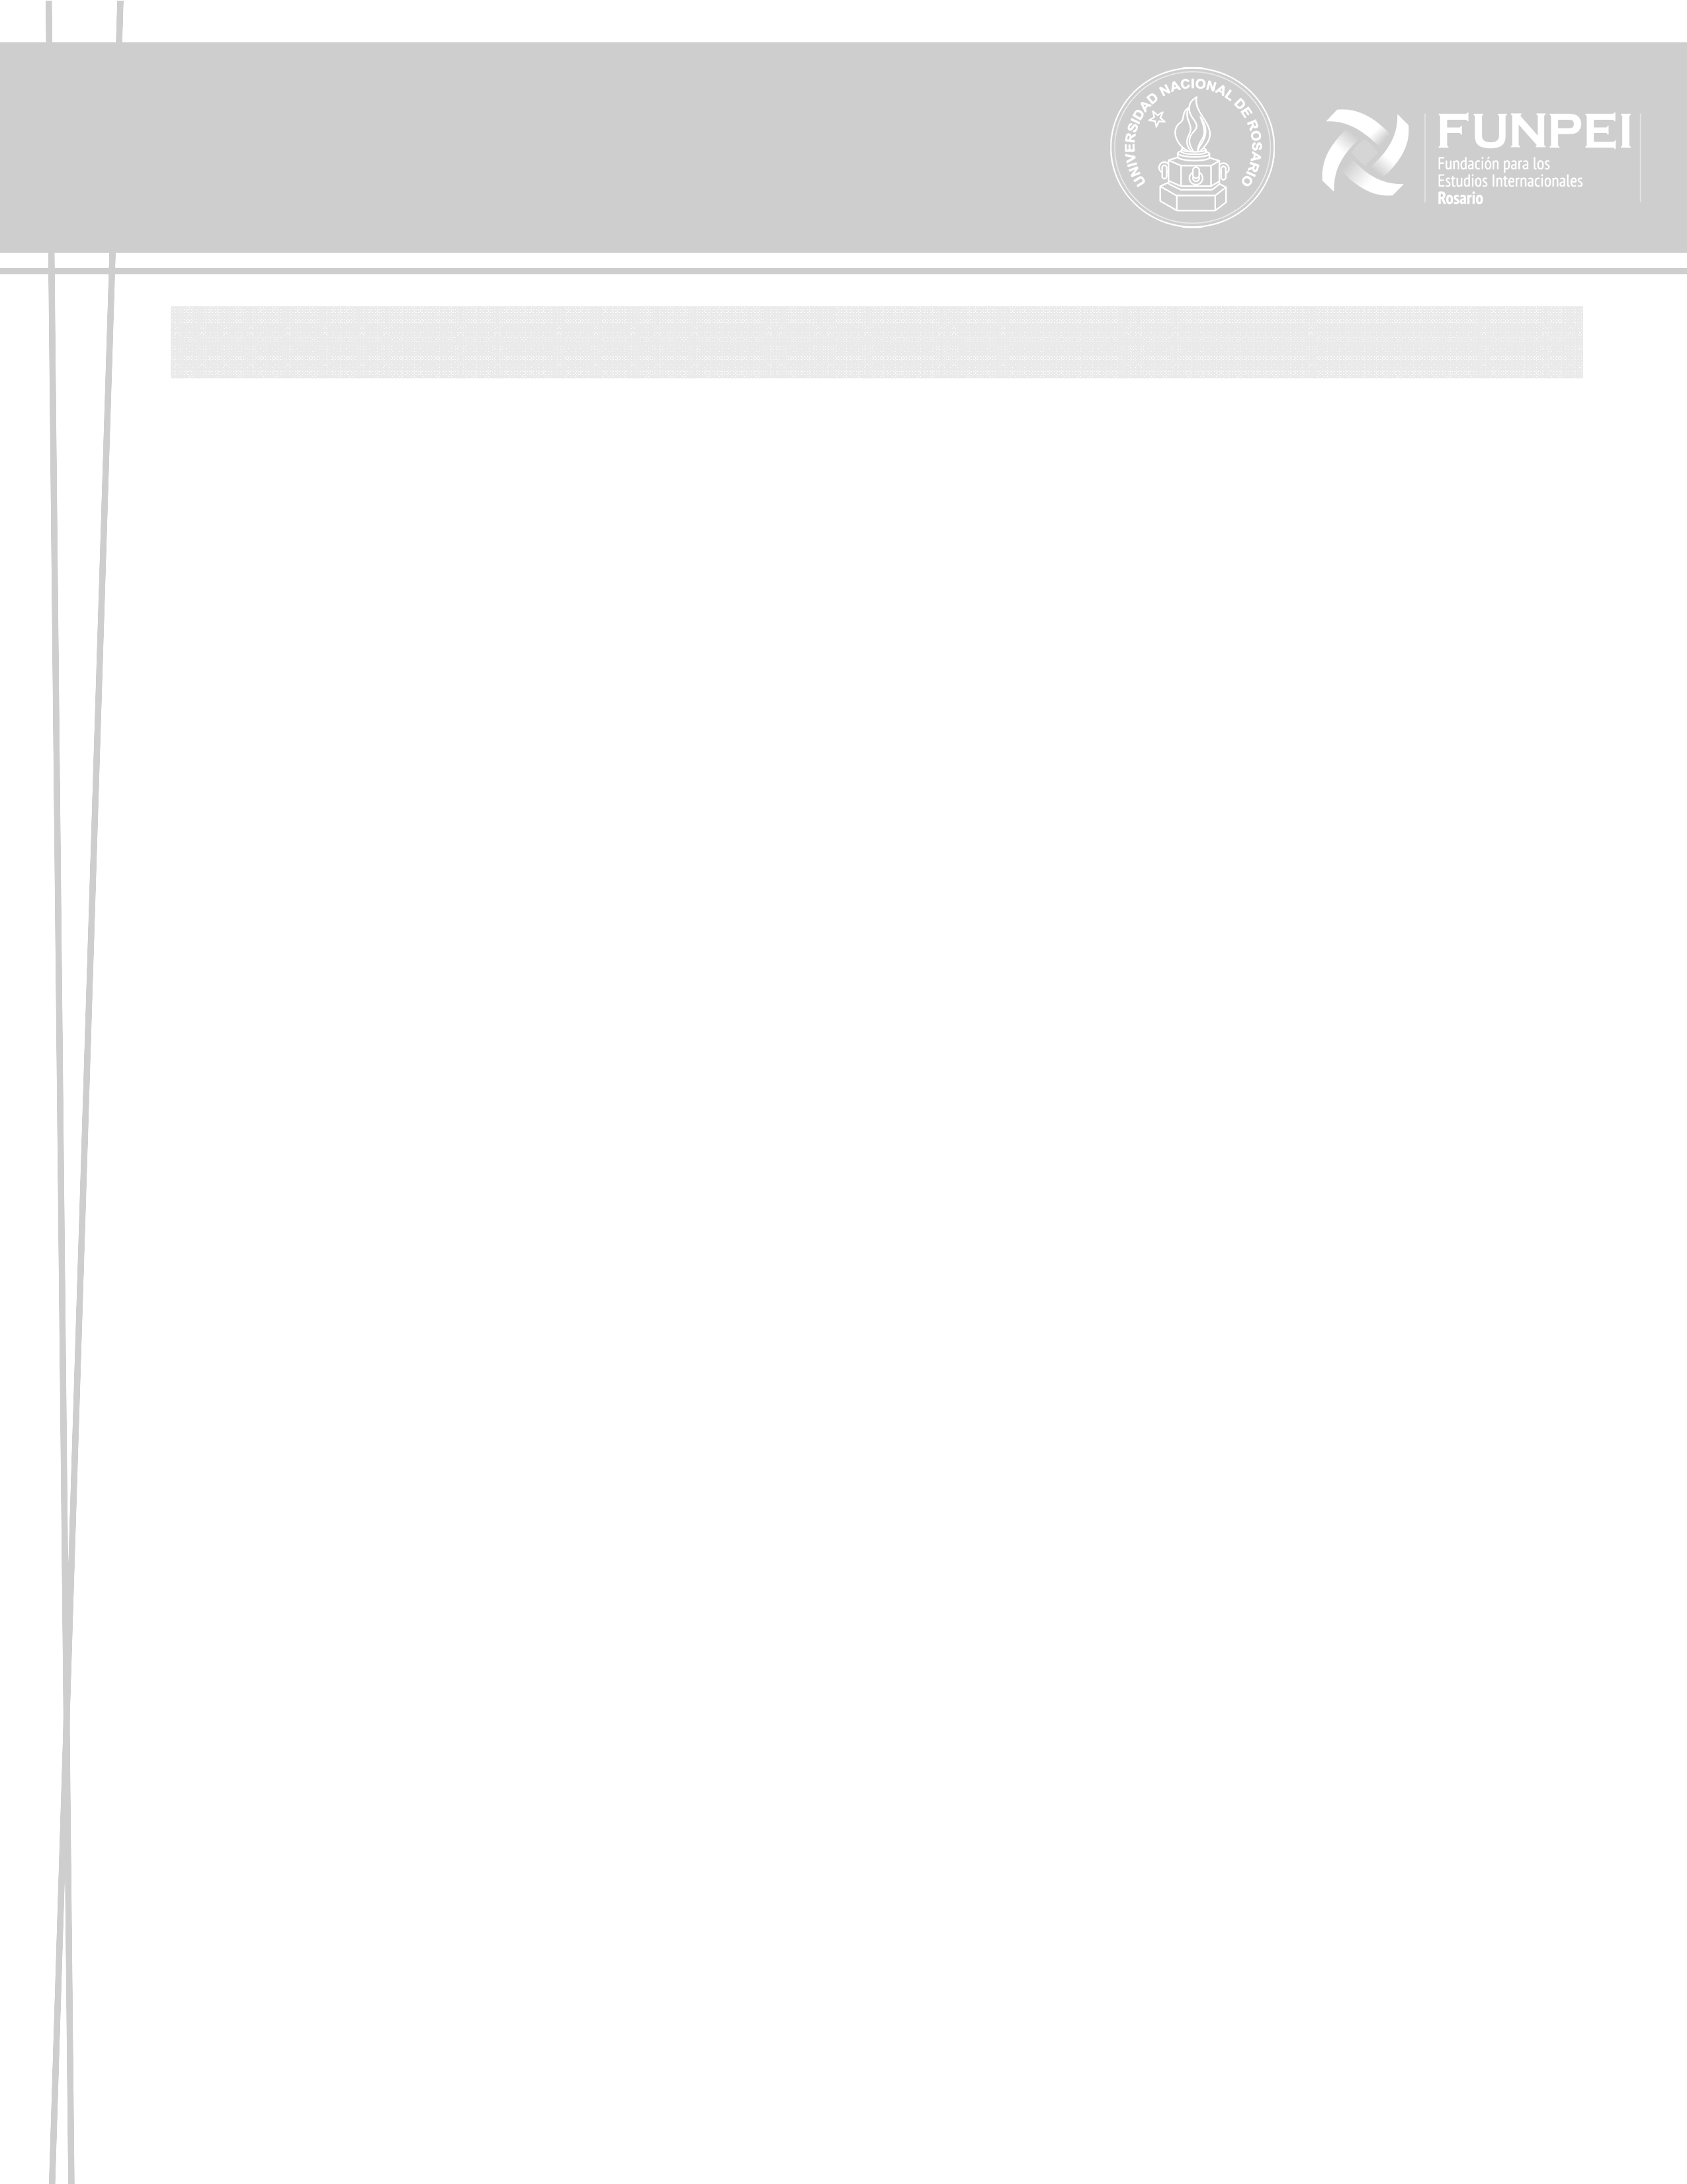 UNIVERSIDAD NACIONAL DE ROSARIO
FUNPEI
Fundación para los
Estudios Internacionales
Rosario